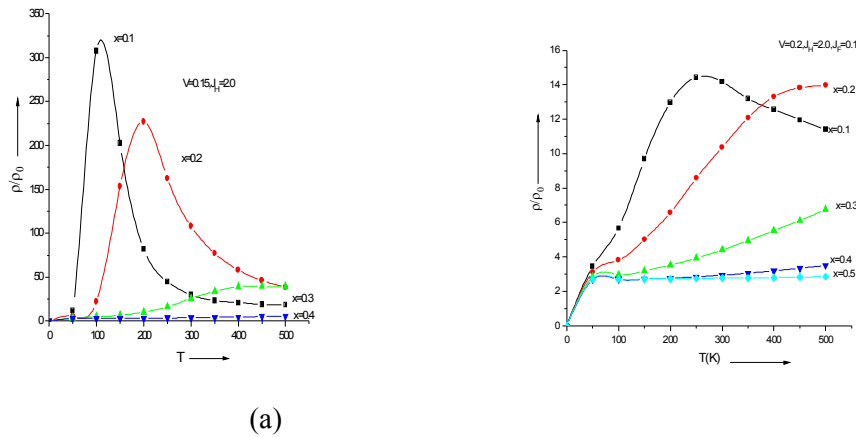 x=0.1
V=0.15,J_H=2.0
x=0.2
x=0.3
x=0.4
ρ/ρ₀
350
300
250
200
150
100
50
0
0 100 200 300 400 500
T
(a)
V=0.2,J_H=2.0,J_F=0.1
x=0.2
x=0.1
x=0.3
x=0.4
x=0.5
ρ/ρ₀
16
14
12
10
8
6
4
2
0
0 100 200 300 400 500
T(K)